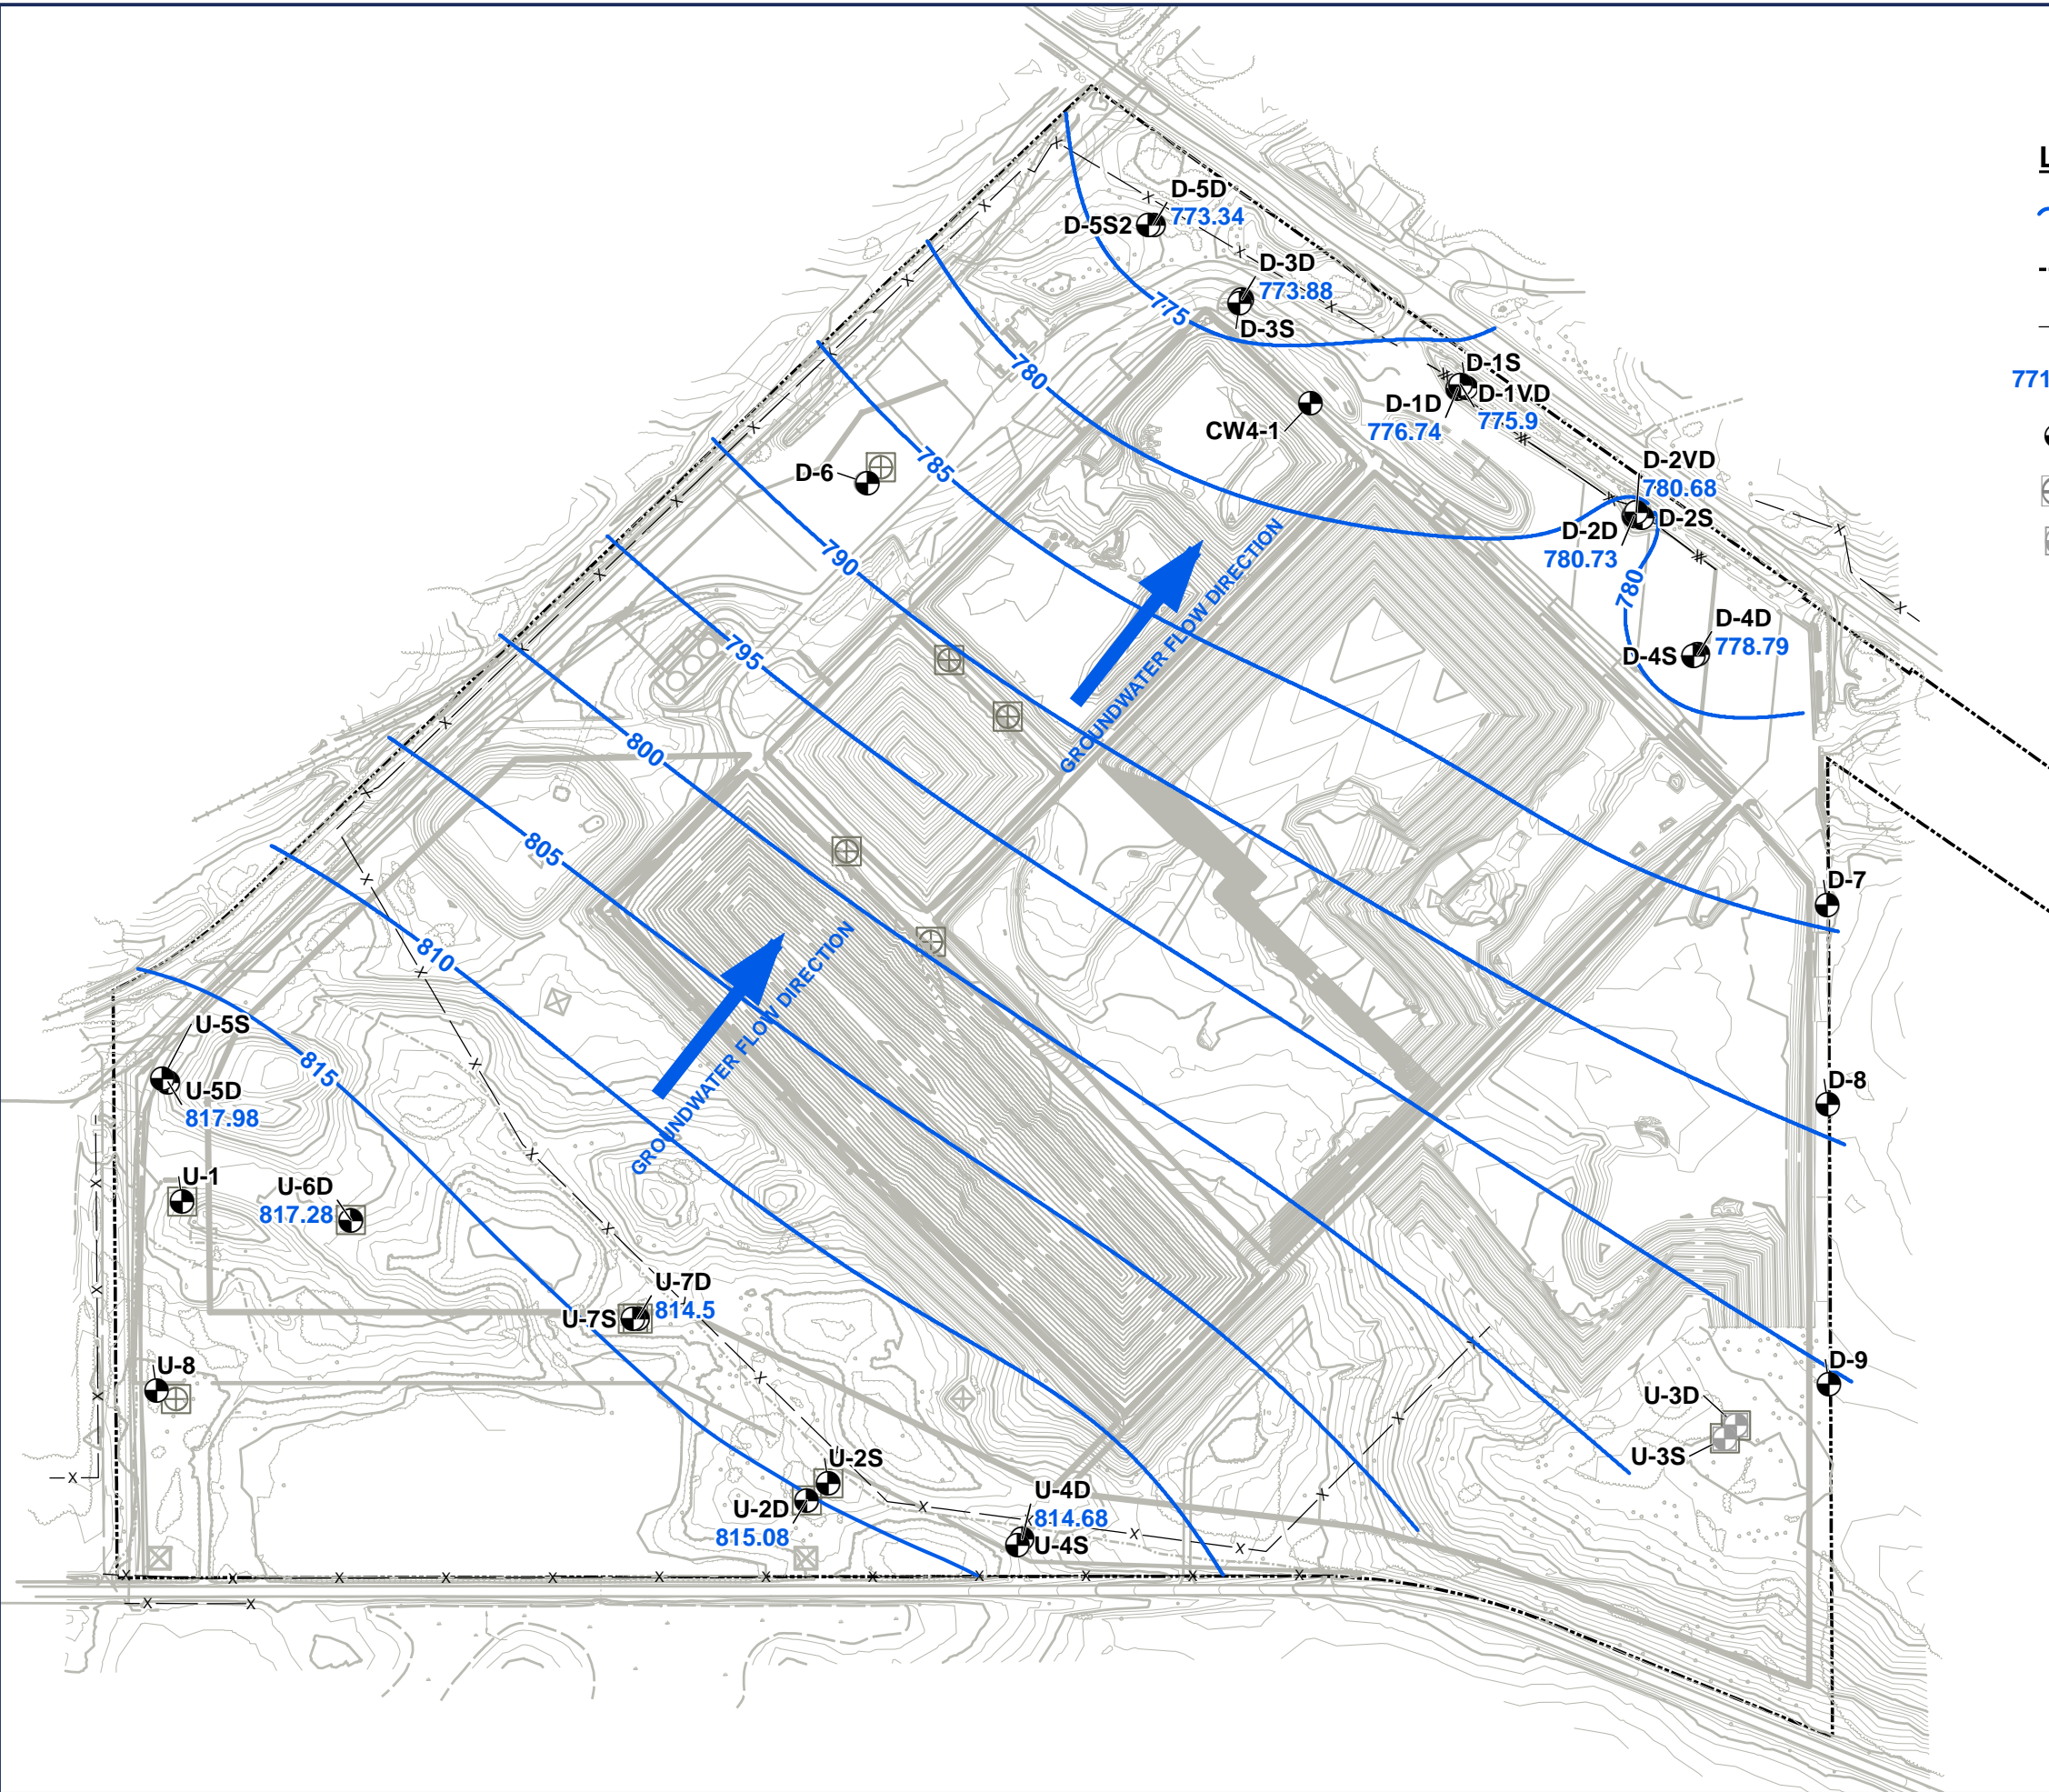 L
771
D-5D
773.34
D-5S2
D-3D
773.88
D-3S
775
D-1S
D-1VD
775.9
D-1D
776.74
CW4-1
780
D-2VD
780.68
D-2S
D-2D
780.73
780
D-4D
778.79
D-4S
D-6
785
790
GROUNDWATER FLOW DIRECTION
795
800
805
810
815
GROUNDWATER FLOW DIRECTION
D-7
D-8
D-9
U-5S
U-5D
817.98
U-1
U-6D
817.28
U-7D
814.5
U-7S
U-8
U-2S
U-2D
815.08
U-4D
814.68
U-4S
U-3D
U-3S